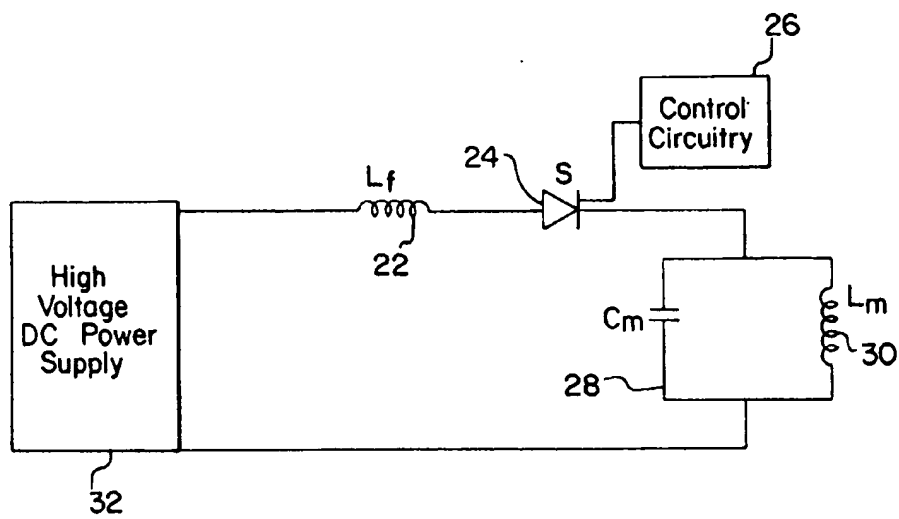 26
Control
Circuitry
24
S
Lf
22
High
Voltage
DC Power
Supply
Cm
Lm
30
28
32